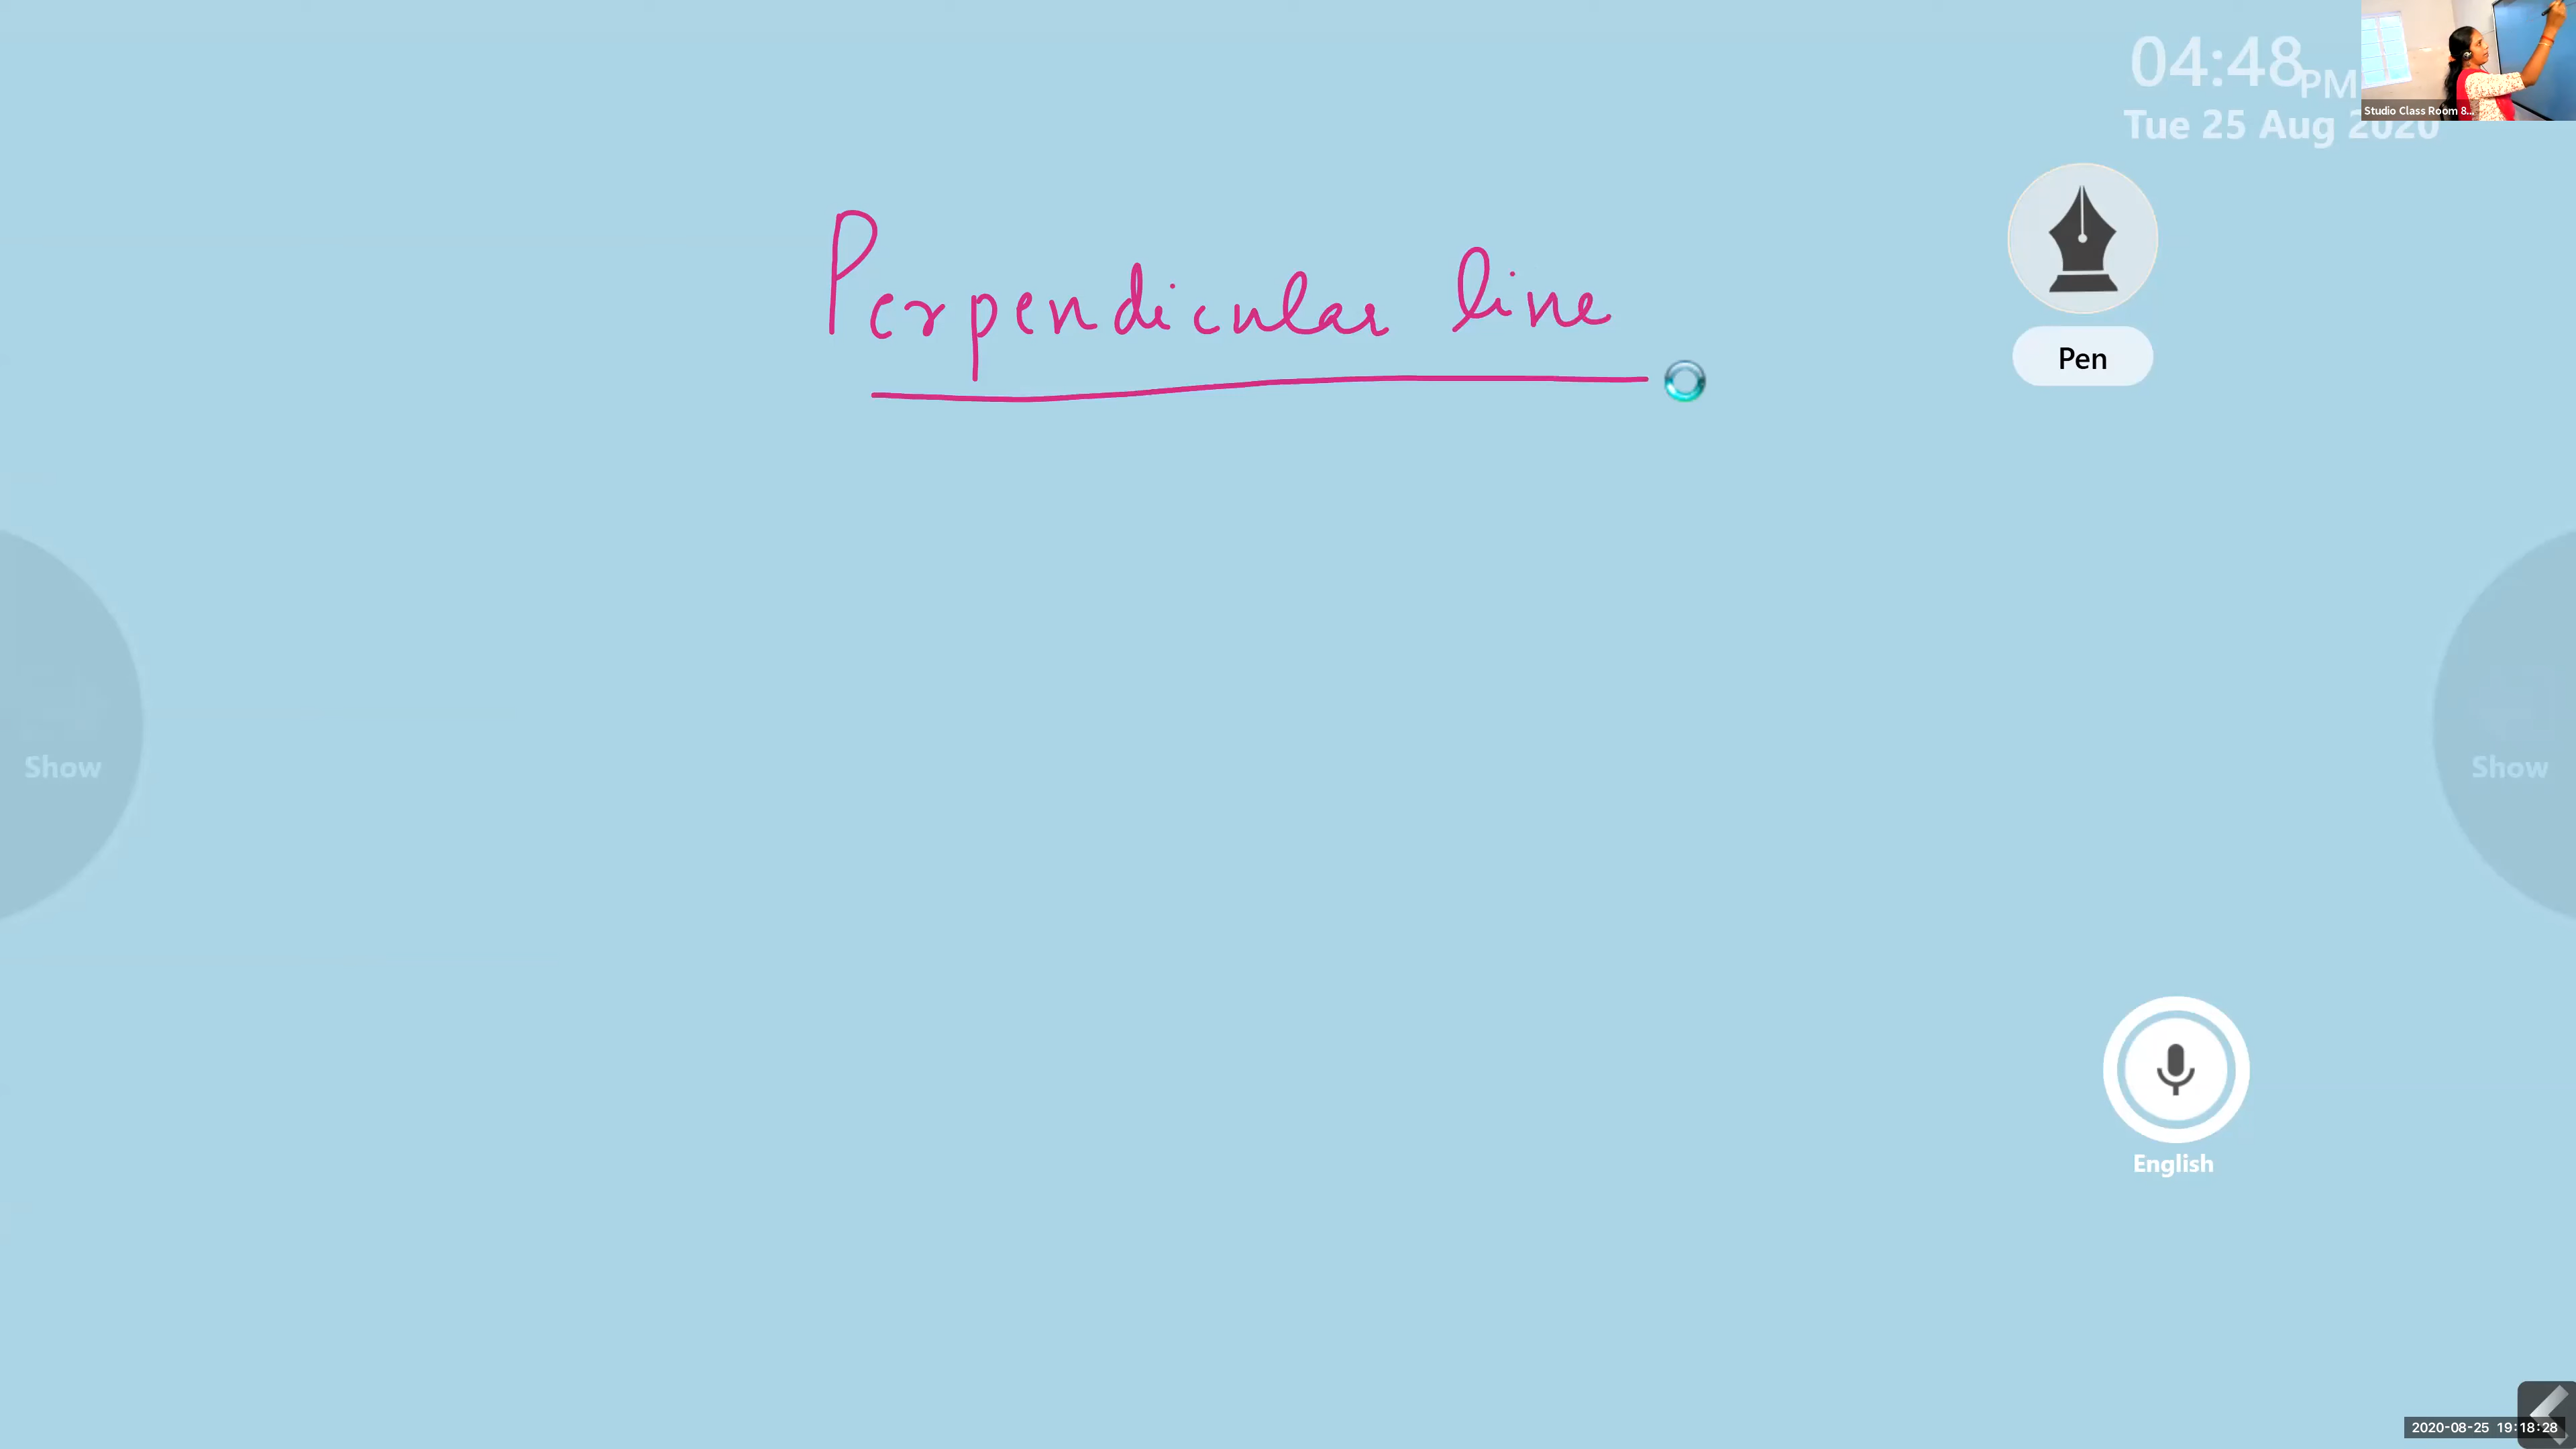 04:48 PM
Studio Class Room 8...
Tue 25 Aug 2020
Perpendicular line
Pen
Show
Show
English
2020-08-25 19:18:28